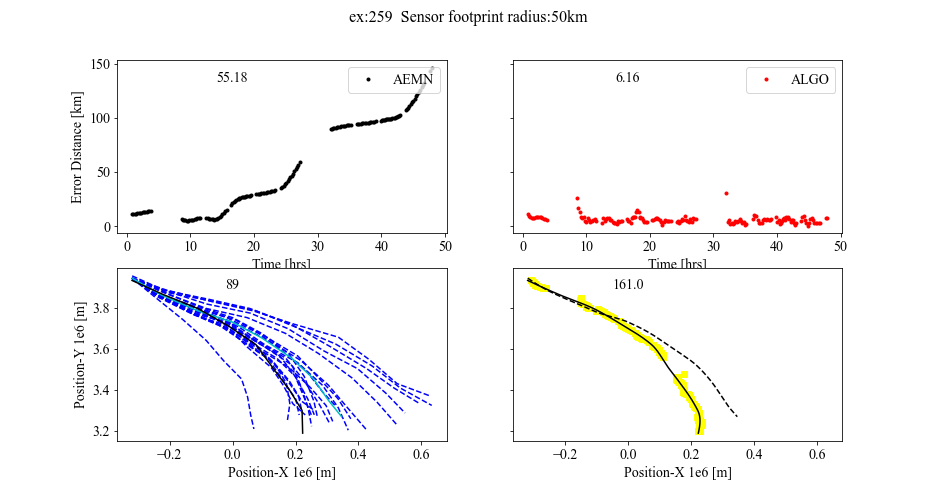 ex:259 Sensor footprint radius:50km
55.18
AEMN
Error Distance [km]
150
100
50
0
0 10 20 30 40 50
Time [hrs]
6.16
ALGO
0 10 20 30 40 50
Time [hrs]
89
Position-Y 1e6 [m]
3.8
3.6
3.4
3.2
−0.2 0.0 0.2 0.4 0.6
Position-X 1e6 [m]
161.0
−0.2 0.0 0.2 0.4 0.6
Position-X 1e6 [m]